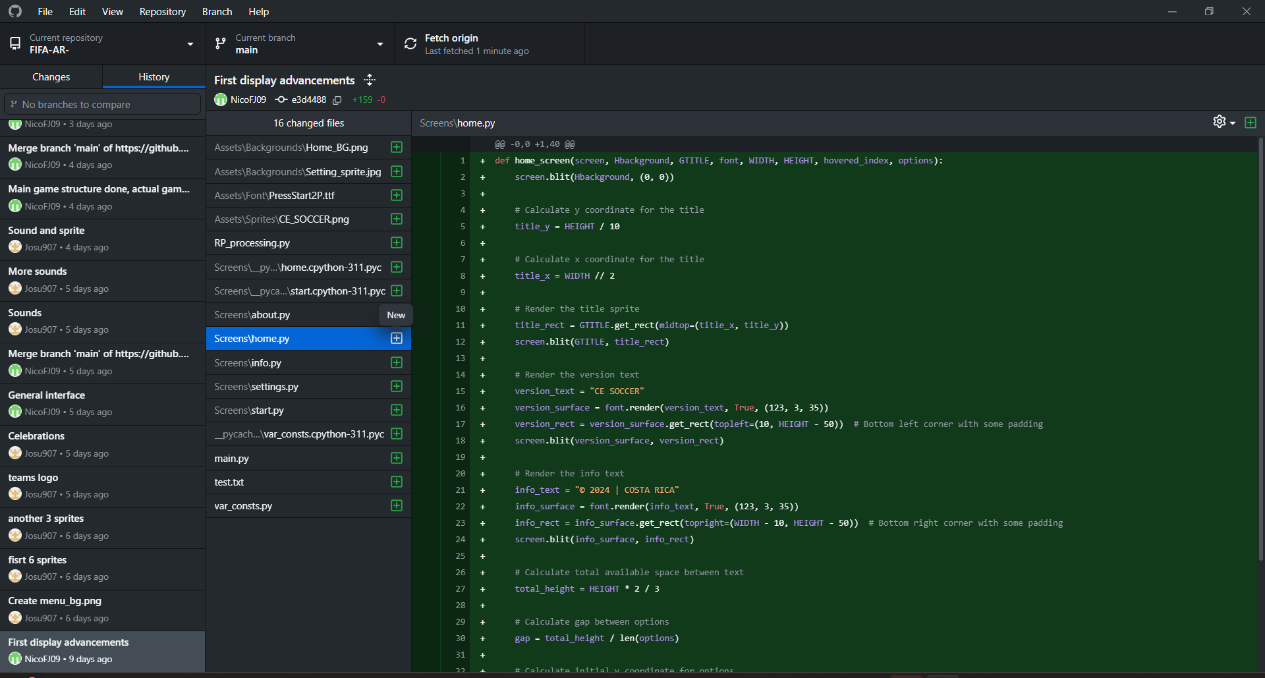 File Edit View Repository Branch Help
Current repository
FIFA-AR-
Current branch
main
Fetch origin
Last fetched 1 minute ago
Changes History
No branches to compare
NicoFJ09 • 3 days ago
Merge branch 'main' of https://github....
NicoFJ09 • 4 days ago
Main game structure done, actual gam...
NicoFJ09 • 4 days ago
Sound and sprite
Josu907 • 4 days ago
More sounds
Josu907 • 5 days ago
Sounds
Josu907 • 5 days ago
Merge branch 'main' of https://github....
NicoFJ09 • 5 days ago
General interface
NicoFJ09 • 5 days ago
Celebrations
Josu907 • 5 days ago
teams logo
Josu907 • 5 days ago
another 3 sprites
Josu907 • 6 days ago
fisrt 6 sprites
Josu907 • 6 days ago
Create menu_bg.png
Josu907 • 6 days ago
First display advancements
NicoFJ09 • 9 days ago
First display advancements
NicoFJ09 e3d4488 +159 -0
16 changed files
Assets\Backgrounds\Home_BG.png
Assets\Backgrounds\Setting_sprite.jpg
Assets\Font\PressStart2P.ttf
Assets\Sprites\CE_SOCCER.png
RP_processing.py
Screens\__py...\home.cpython-311.pyc
Screens\__pyca...\start.cpython-311.pyc
Screens\about.py
New
Screens\home.py
Screens\info.py
Screens\settings.py
Screens\start.py
__pycach...\var_consts.cpython-311.pyc
main.py
test.txt
var_consts.py
Screens\home.py
@@ -0,0 +1,40 @@
1 + def home_screen(screen, Hbackground, GTITLE, font, WIDTH, HEIGHT, hovered_index, options):
2 + screen.blit(Hbackground, (0, 0))
3 +
4 + # Calculate y coordinate for the title
5 + title_y = HEIGHT / 10
6 +
7 + # Calculate x coordinate for the title
8 + title_x = WIDTH // 2
9 +
10 + # Render the title sprite
11 + title_rect = GTITLE.get_rect(midtop=(title_x, title_y))
12 + screen.blit(GTITLE, title_rect)
13 +
14 + # Render the version text
15 + version_text = "CE SOCCER"
16 + version_surface = font.render(version_text, True, (123, 3, 35))
17 + version_rect = version_surface.get_rect(topleft=(10, HEIGHT - 50)) # Bottom left corner with some padding
18 + screen.blit(version_surface, version_rect)
19 +
20 + # Render the info text
21 + info_text = "© 2024 | COSTA RICA"
22 + info_surface = font.render(info_text, True, (123, 3, 35))
23 + info_rect = info_surface.get_rect(topright=(WIDTH - 10, HEIGHT - 50)) # Bottom right corner with some padding
24 + screen.blit(info_surface, info_rect)
25 +
26 + # Calculate total available space between text
27 + total_height = HEIGHT * 2 / 3
28 +
29 + # Calculate gap between options
30 + gap = total_height / len(options)
31 +
32 + # Calculate initial y coordinate for options